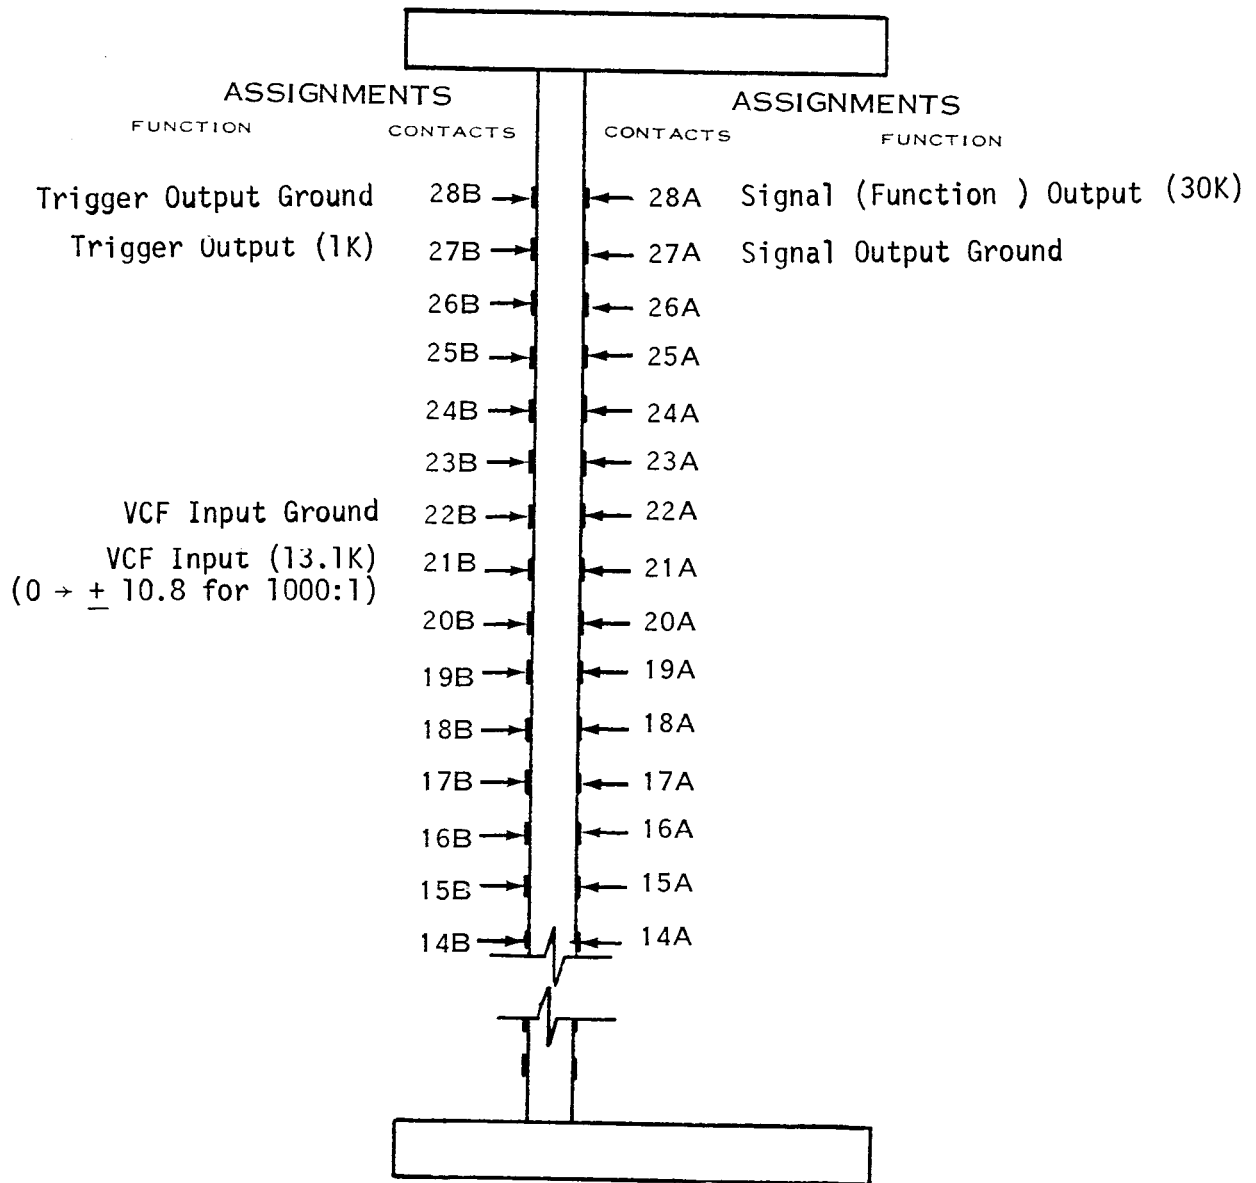 ASSIGNMENTS ASSIGNMENTS
FUNCTION CONTACTS CONTACTS FUNCTION
Trigger Output Ground 28B 28A Signal (Function ) Output (30K)
Trigger Output (1K) 27B 27A Signal Output Ground
26B 26A
25B 25A
24B 24A
23B 23A
VCF Input Ground 22B 22A
VCF Input (13.1K) 21B 21A
(0 → ± 10.8 for 1000:1)
20B 20A
19B 19A
18B 18A
17B 17A
16B 16A
15B 15A
14B 14A